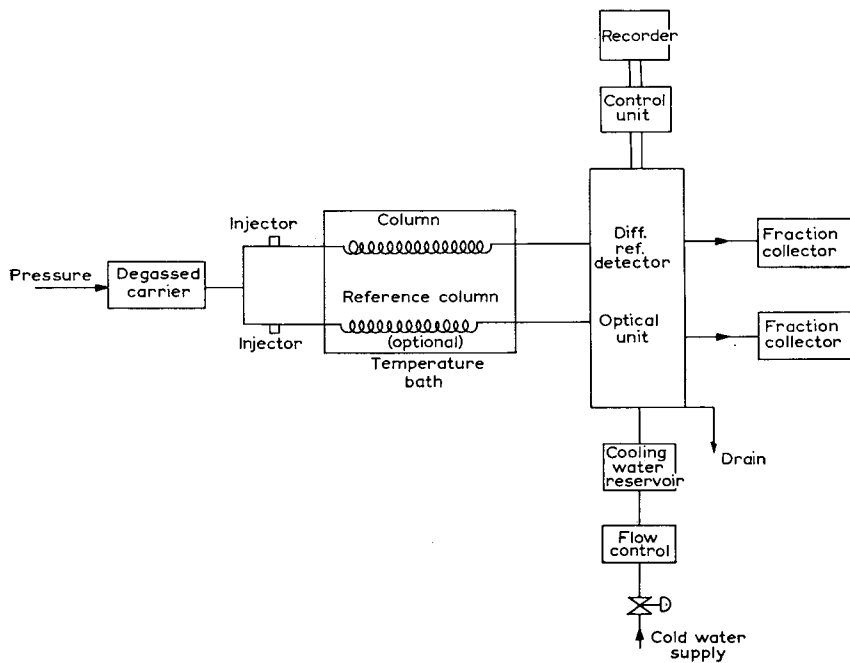 Recorder
Control
unit
Injector
Column
Pressure
Degassed
carrier
Reference column
Injector
(optional)
Temperature
bath
Diff.
ref.
detector
Optical
unit
Fraction
collector
Fraction
collector
Drain
Cooling
water
reservoir
Flow
control
Cold water
supply